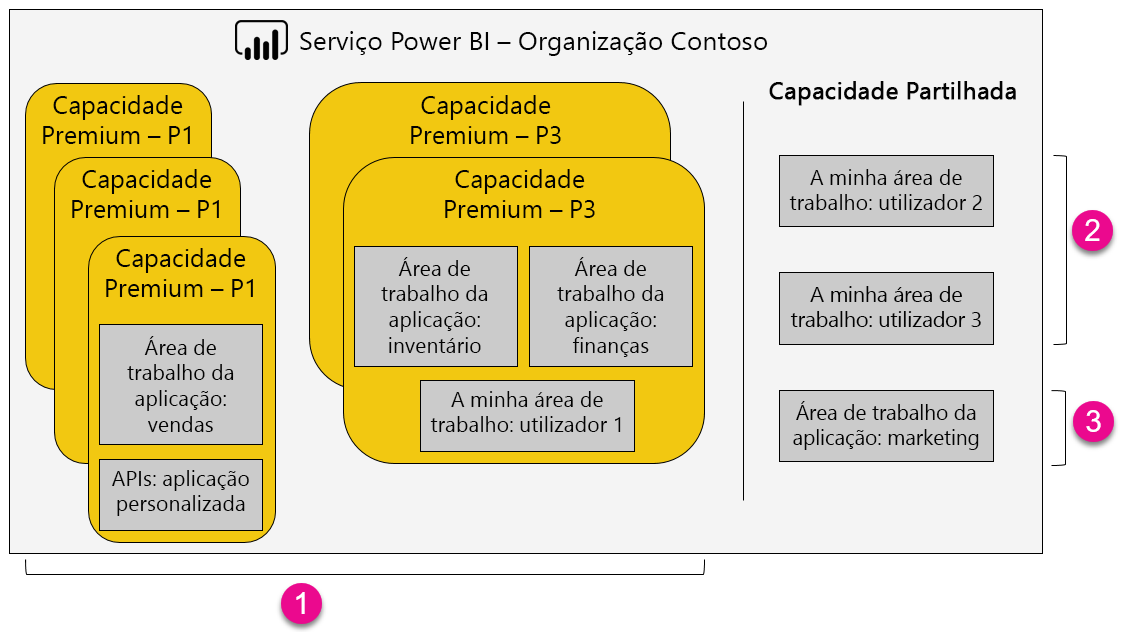 Serviço Power BI – Organização Contoso
Capacidade
Premium – P1
Capacidade
Premium – P1
Capacidade
Premium – P1
Área de
trabalho da
aplicação:
vendas
APIs: aplicação
personalizada
Capacidade
Premium – P3
Capacidade
Premium – P3
Área de
trabalho da
aplicação:
inventário
Área de
trabalho da
aplicação:
finanças
A minha área de
trabalho: utilizador 1
Capacidade Partilhada
A minha área de
trabalho: utilizador 2
A minha área de
trabalho: utilizador 3
Área de trabalho da
aplicação: marketing
2
3
1